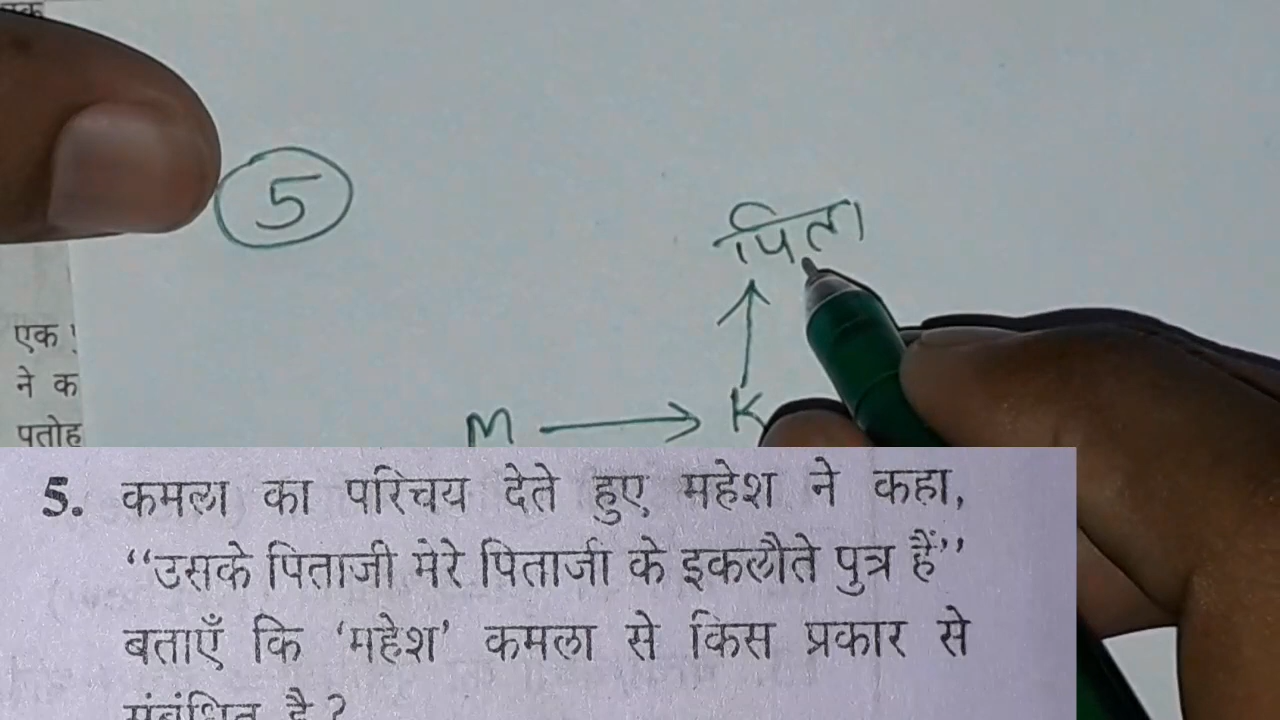 5
पिता
एक
ने क
पतोह
M → K
5. कमला का परिचय देते हुए महेश ने कहा,
“उसके पिताजी मेरे पिताजी के इकलौते पुत्र हैं”
बताएँ कि ‘महेश’ कमला से किस प्रकार से
संबंधित है ?